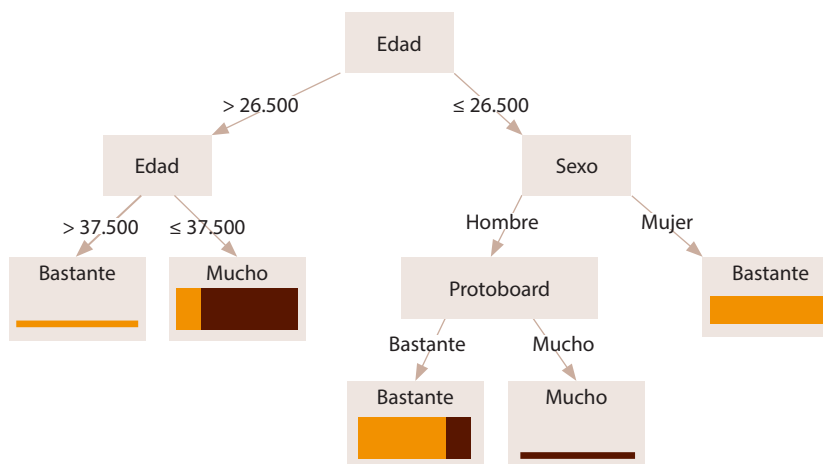 Edad
> 26.500
≤ 26.500
Edad
Sexo
> 37.500
≤ 37.500
Hombre
Mujer
Bastante
Mucho
Protoboard
Bastante
Bastante
Mucho
Bastante
Mucho